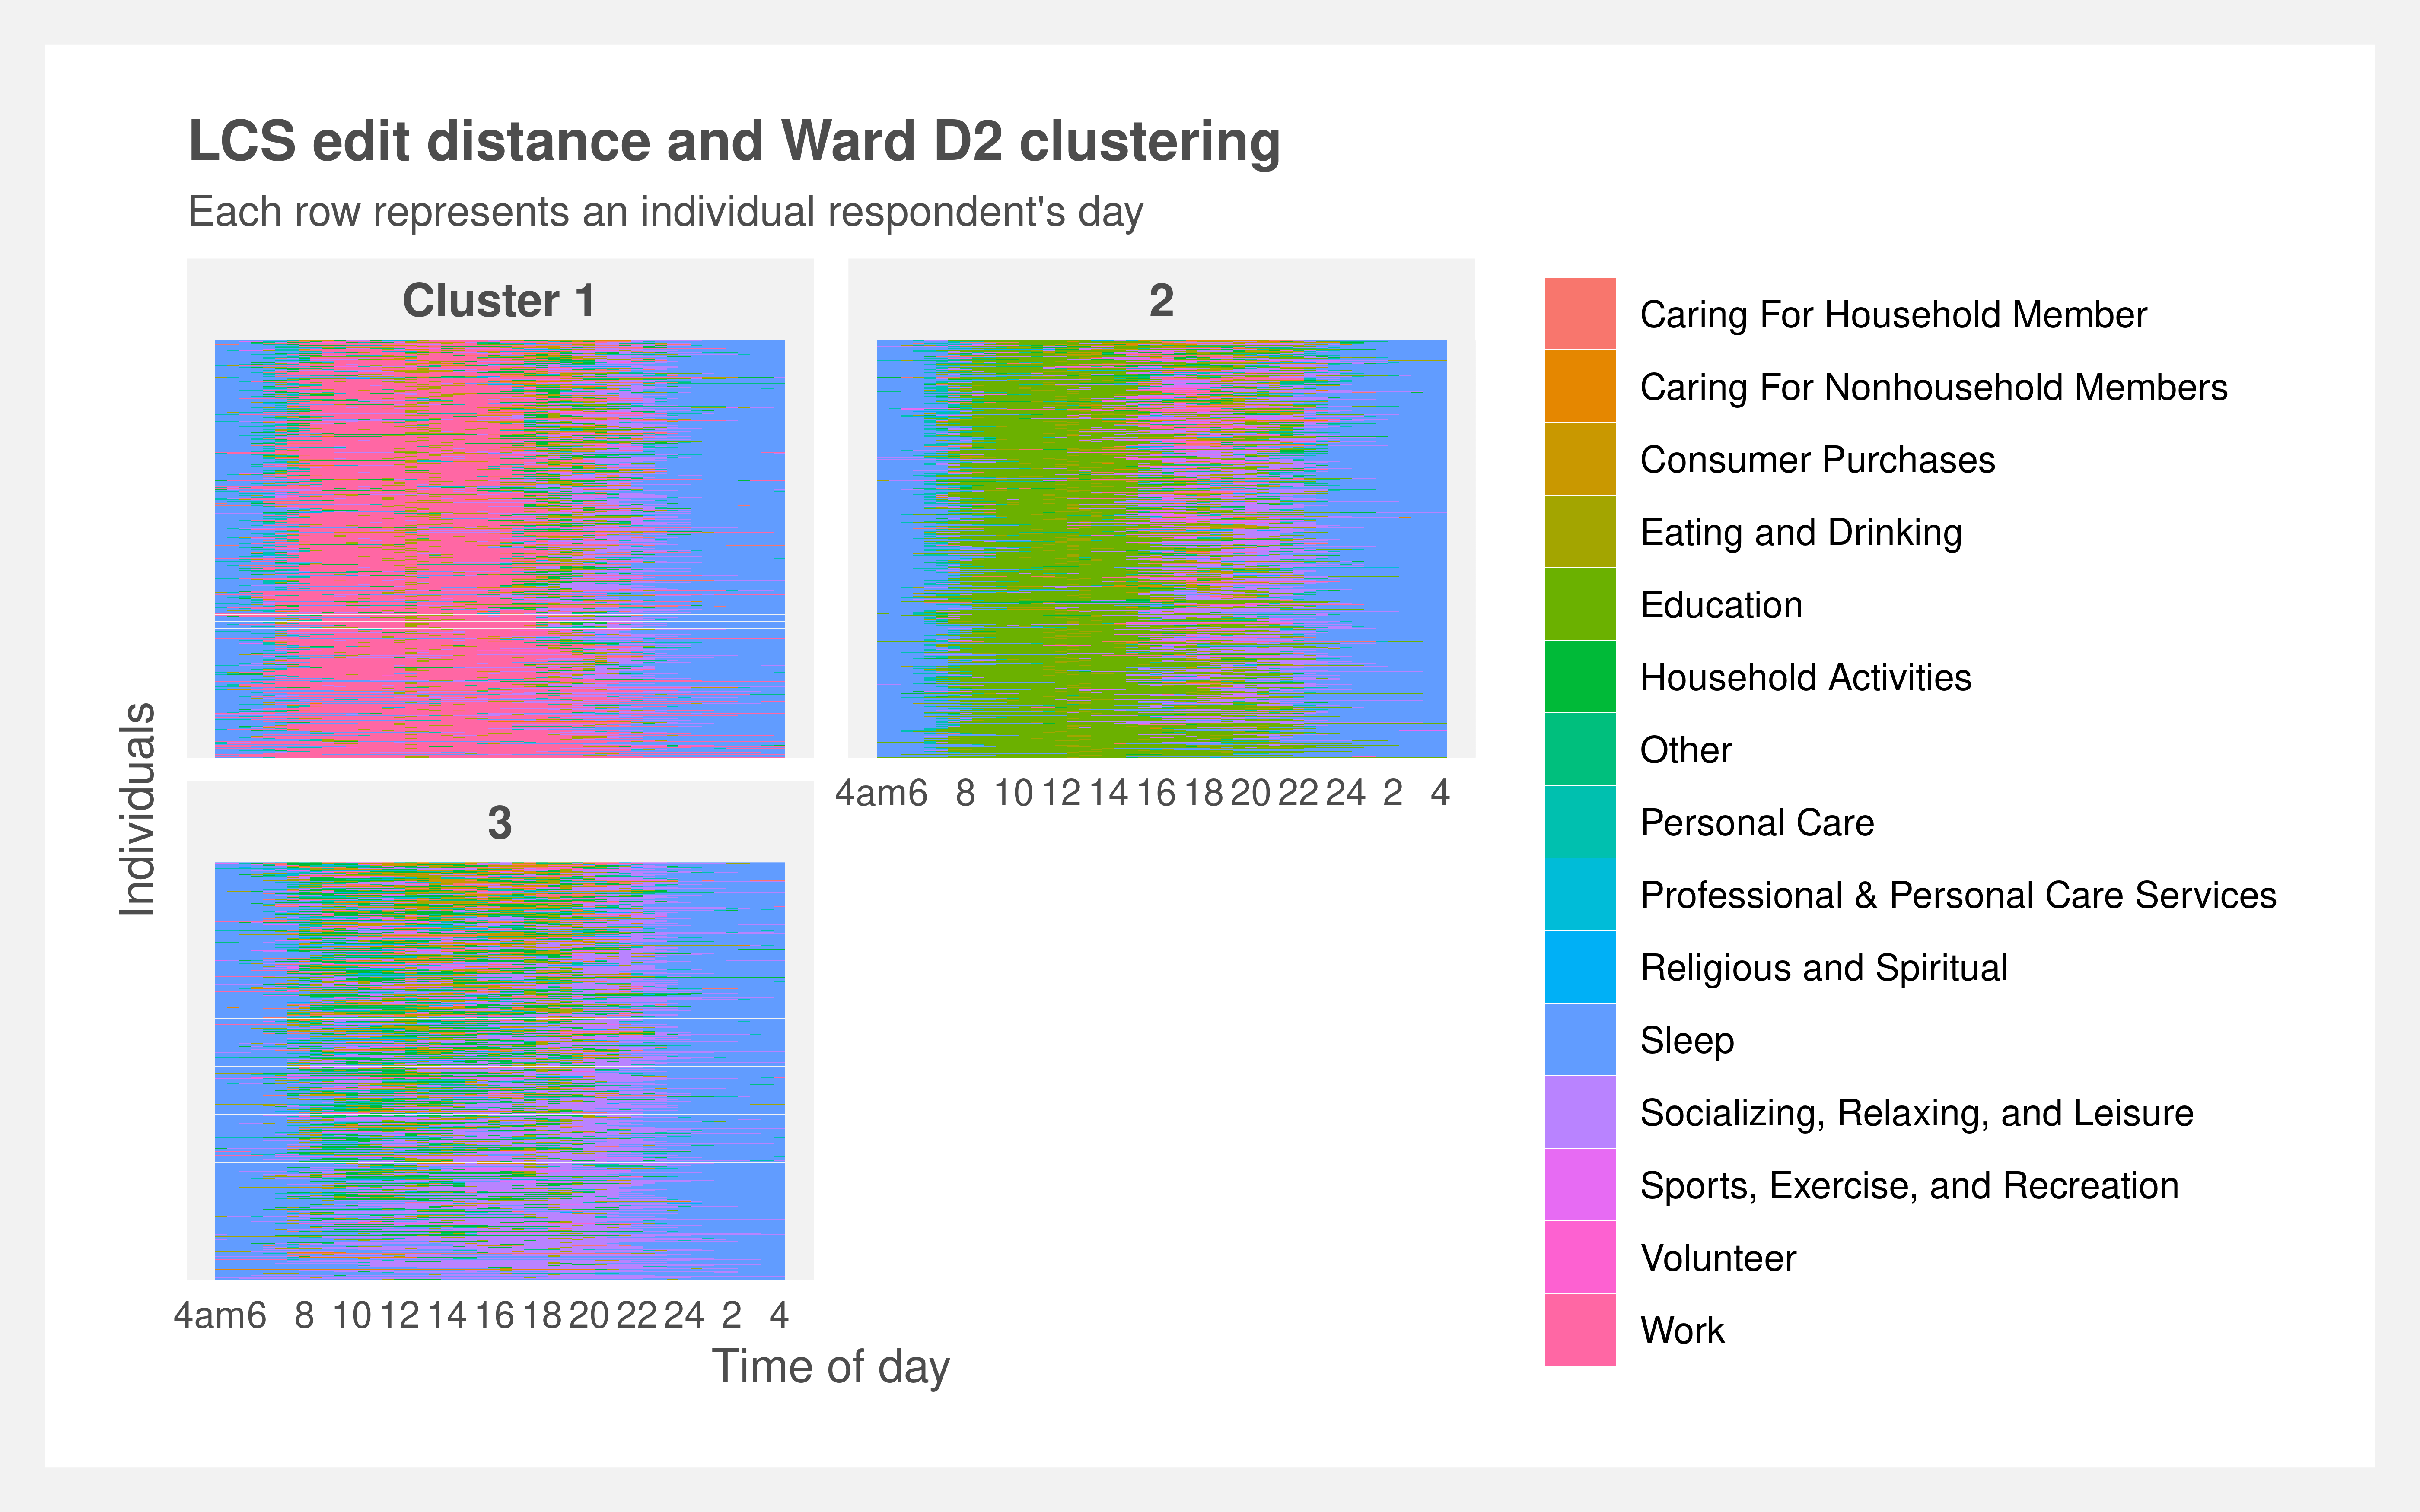 LCS edit distance and Ward D2 clustering
Each row represents an individual respondent's day
Cluster 1
2
4am 6 8 10 12 14 16 18 20 22 24 2 4
3
4am 6 8 10 12 14 16 18 20 22 24 2 4
Individuals
Time of day
Caring For Household Member
Caring For Nonhousehold Members
Consumer Purchases
Eating and Drinking
Education
Household Activities
Other
Personal Care
Professional & Personal Care Services
Religious and Spiritual
Sleep
Socializing, Relaxing, and Leisure
Sports, Exercise, and Recreation
Volunteer
Work